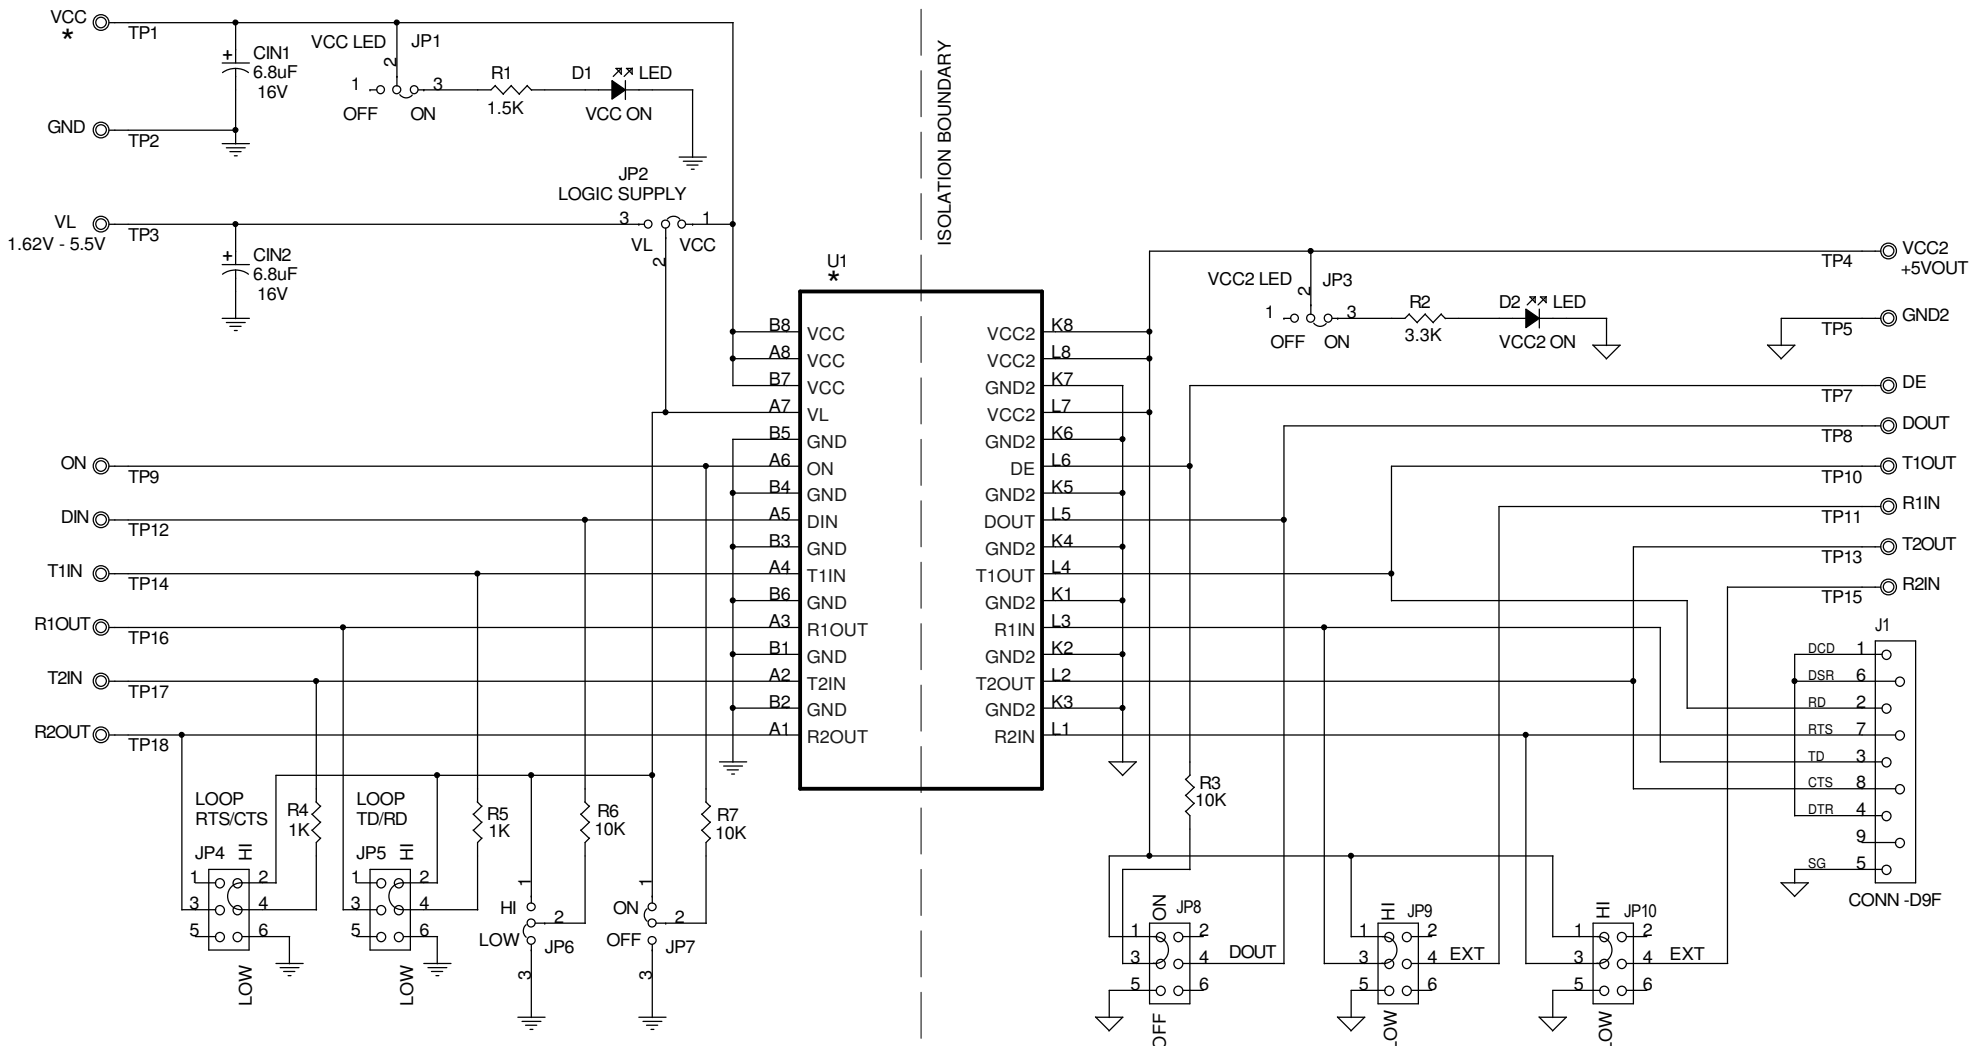 VCC
*
TP1
CIN1
6.8uF
16V
+
GND
TP2
VCC LED
JP1
2
1
3
OFF
ON
R1
1.5K
D1
LED
VCC ON
JP2
LOGIC SUPPLY
3
1
VL
VCC
2
VL
1.62V - 5.5V
TP3
CIN2
6.8uF
16V
+
ISOLATION BOUNDARY
U1
*
B8
VCC
A8
VCC
B7
VCC
A7
VL
B5
GND
A6
ON
B4
GND
A5
DIN
B3
GND
A4
T1IN
B6
GND
A3
R1OUT
B1
GND
A2
T2IN
B2
GND
A1
R2OUT
VCC2
K8
VCC2
L8
GND2
K7
VCC2
L7
GND2
K6
DE
L6
GND2
K5
DOUT
L5
GND2
K4
T1OUT
L4
GND2
K1
R1IN
L3
GND2
K2
T2OUT
L2
GND2
K3
R2IN
L1
ON
TP9
DIN
TP12
T1IN
TP14
R1OUT
TP16
T2IN
TP17
R2OUT
TP18
LOOP
RTS/CTS
R4
1K
JP4
HI
1
2
3
4
5
6
LOW
LOOP
TD/RD
R5
1K
JP5
HI
1
2
3
4
5
6
LOW
R6
10K
1
HI
2
LOW
JP6
3
R7
10K
1
ON
2
OFF
JP7
3
VCC2 LED
JP3
2
1
3
OFF
ON
R2
3.3K
D2
LED
VCC2 ON
TP4
VCC2
+5VOUT
TP5
GND2
TP7
DE
TP8
DOUT
TP10
T1OUT
TP11
R1IN
TP13
T2OUT
TP15
R2IN
J1
DCD 1
DSR 6
RD 2
RTS 7
TD 3
CTS 8
DTR 4
9
SG 5
CONN -D9F
R3
10K
ON
JP8
1
2
3
4
DOUT
5
6
OFF
HI
JP9
1
2
3
4
EXT
5
6
LOW
HI
JP10
1
2
3
4
EXT
5
6
LOW